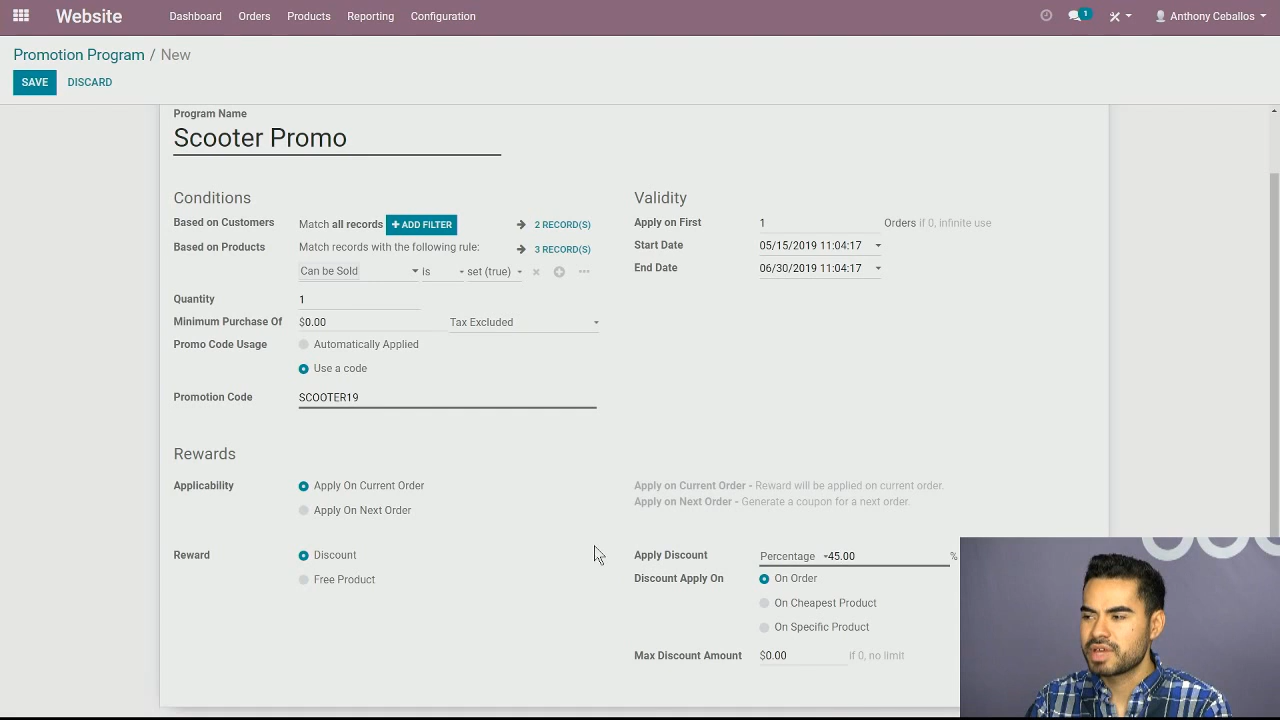 Website Dashboard Orders Products Reporting Configuration 1 Anthony Ceballos
Promotion Program / New
SAVE DISCARD
Program Name
Scooter Promo
Conditions Validity
Based on Customers Match all records + ADD FILTER 2 RECORD(S) Apply on First 1 Orders if 0, infinite use
Based on Products Match records with the following rule: 3 RECORD(S) Start Date 05/15/2019 11:04:17
Can be Sold is set (true) End Date 06/30/2019 11:04:17
Quantity 1
Minimum Purchase Of $0.00 Tax Excluded
Promo Code Usage Automatically Applied
Use a code
Promotion Code SCOOTER19
Rewards
Applicability Apply On Current Order Apply on Current Order - Reward will be applied on current order.
Apply On Next Order Apply on Next Order - Generate a coupon for a next order.
Reward Discount Apply Discount Percentage 45.00 %
Free Product Discount Apply On On Order
On Cheapest Product
On Specific Product
Max Discount Amount $0.00 if 0, no limit